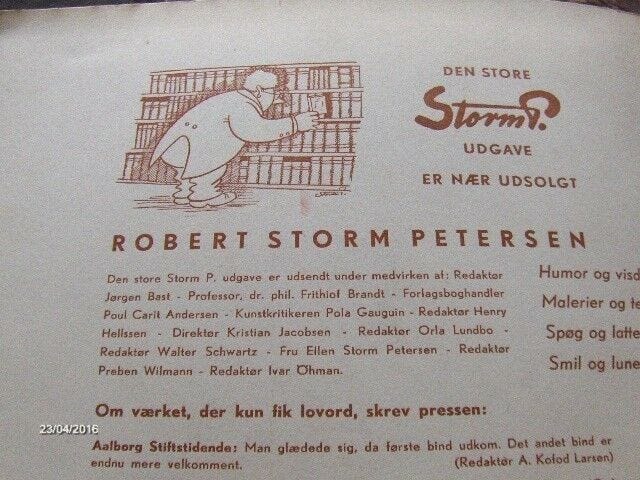 DEN STORE
Storm P.
UDGAVE
ER NÆR UDSOLGT
ROBERT STORM PETERSEN
Den store Storm P. udgave er udsendt under medvirken af: Redaktør
Jørgen Bast - Professor, dr. phil. Frithiof Brandt - Forlagsboghandler
Poul Carit Andersen - Kunstkritikeren Pola Gauguin - Redaktør Henry
Hellssen - Direktør Kristian Jacobsen - Redaktør Orla Lundbo -
Redaktør Walter Schwartz - Fru Ellen Storm Petersen - Redaktør
Preben Wilmann - Redaktør Ivar Öhman.
Humor og visd
Malerier og te
Spøg og latte
Smil og lune
Om værket, der kun fik lovord, skrev pressen:
Aalborg Stiftstidende: Man glædede sig, da første bind udkom. Det andet bind er
endnu mere velkomment. (Redaktør A. Kofod Larsen)
23/04/2016